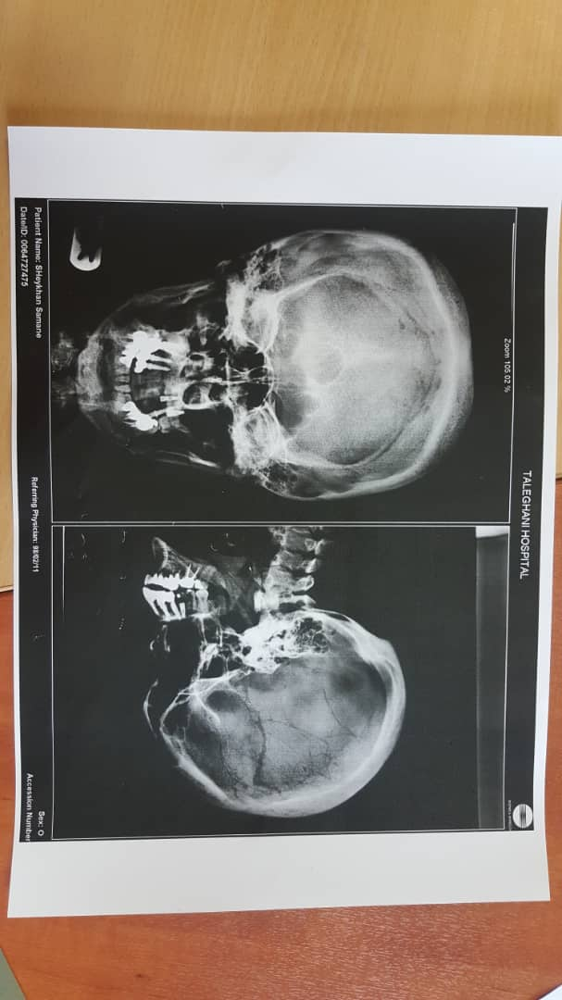 TALEGHANI HOSPITAL
Zoom 105 02 %
Patient Name: SHeykhan Samane
Date/ID: 0064727475
Referring Physician: 98/02/11
Sex: O
Accession Number